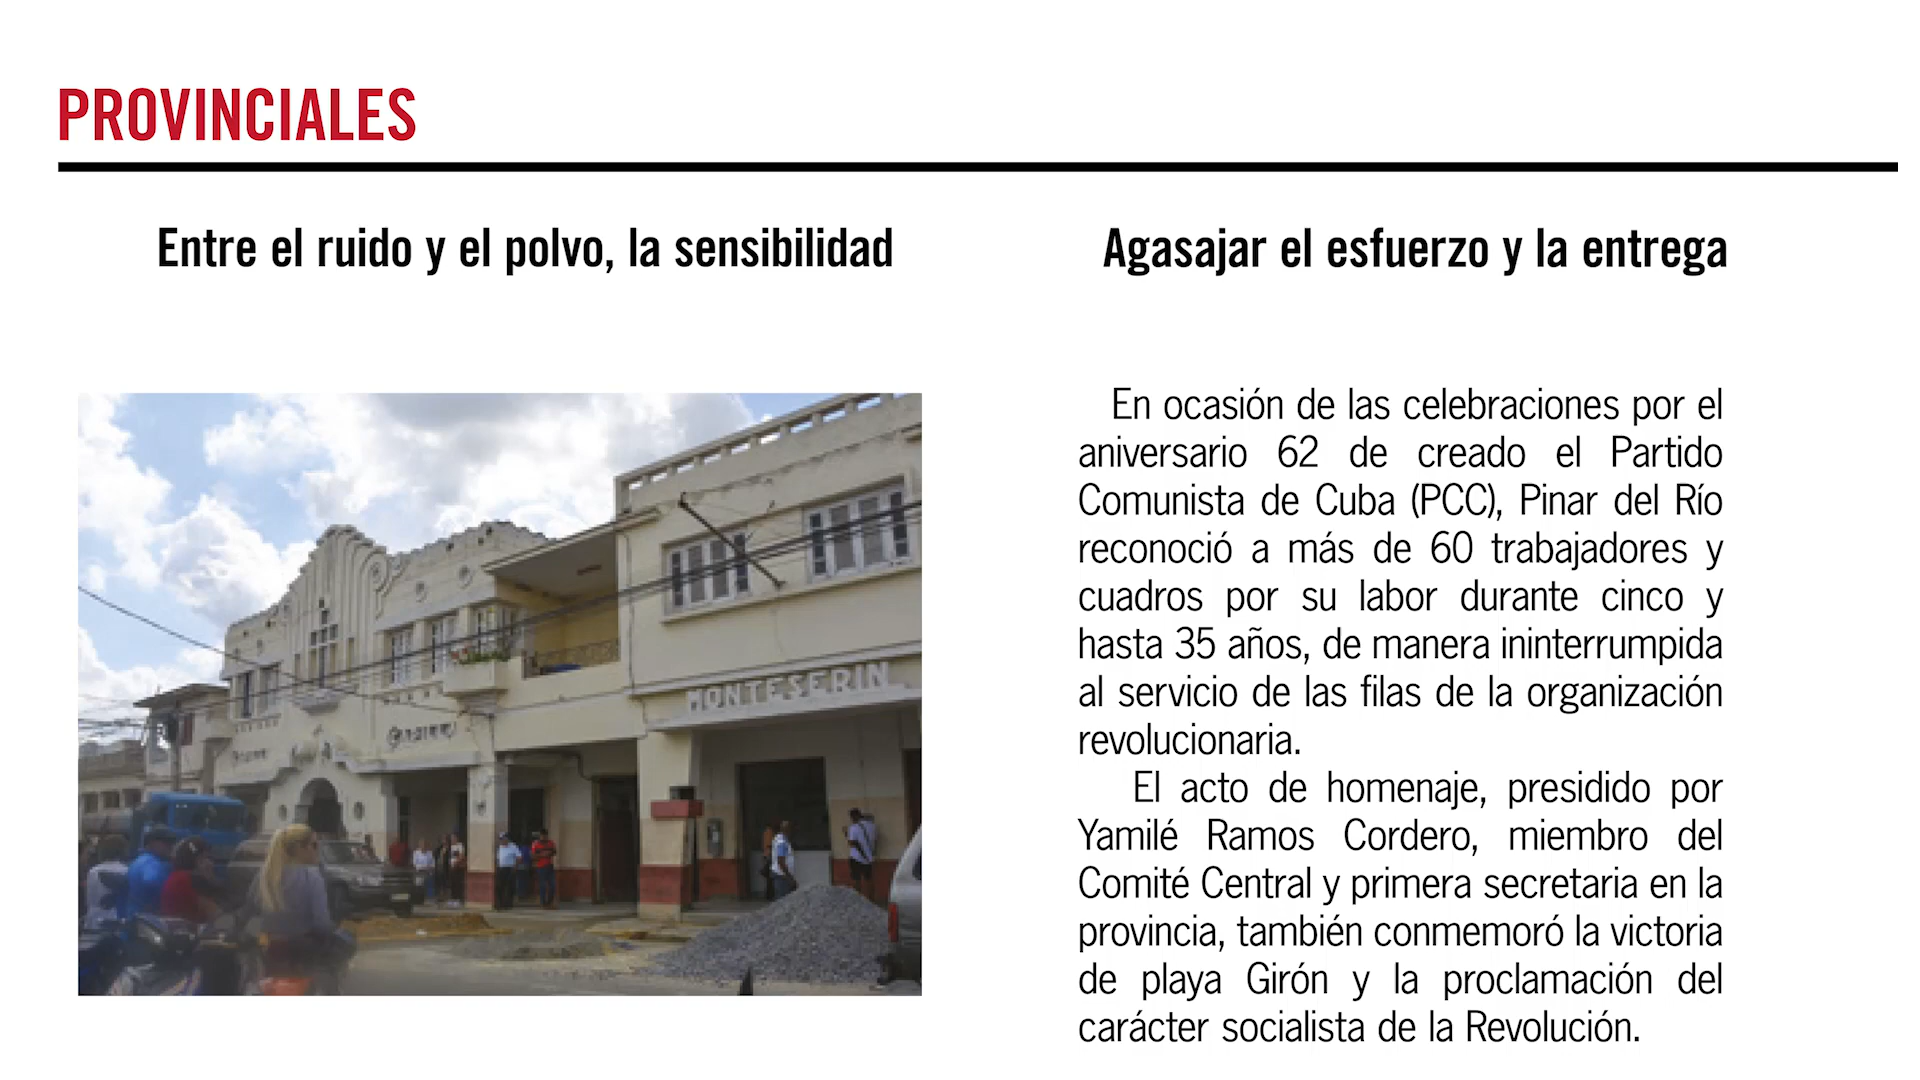 PROVINCIALES
Entre el ruido y el polvo, la sensibilidad
MONTESERIN
Agasajar el esfuerzo y la entrega
En ocasión de las celebraciones por el
aniversario 62 de creado el Partido
Comunista de Cuba (PCC), Pinar del Río
reconoció a más de 60 trabajadores y
cuadros por su labor durante cinco y
hasta 35 años, de manera ininterrumpida
al servicio de las filas de la organización
revolucionaria.
El acto de homenaje, presidido por
Yamilé Ramos Cordero, miembro del
Comité Central y primera secretaria en la
provincia, también conmemoró la victoria
de playa Girón y la proclamación del
carácter socialista de la Revolución.